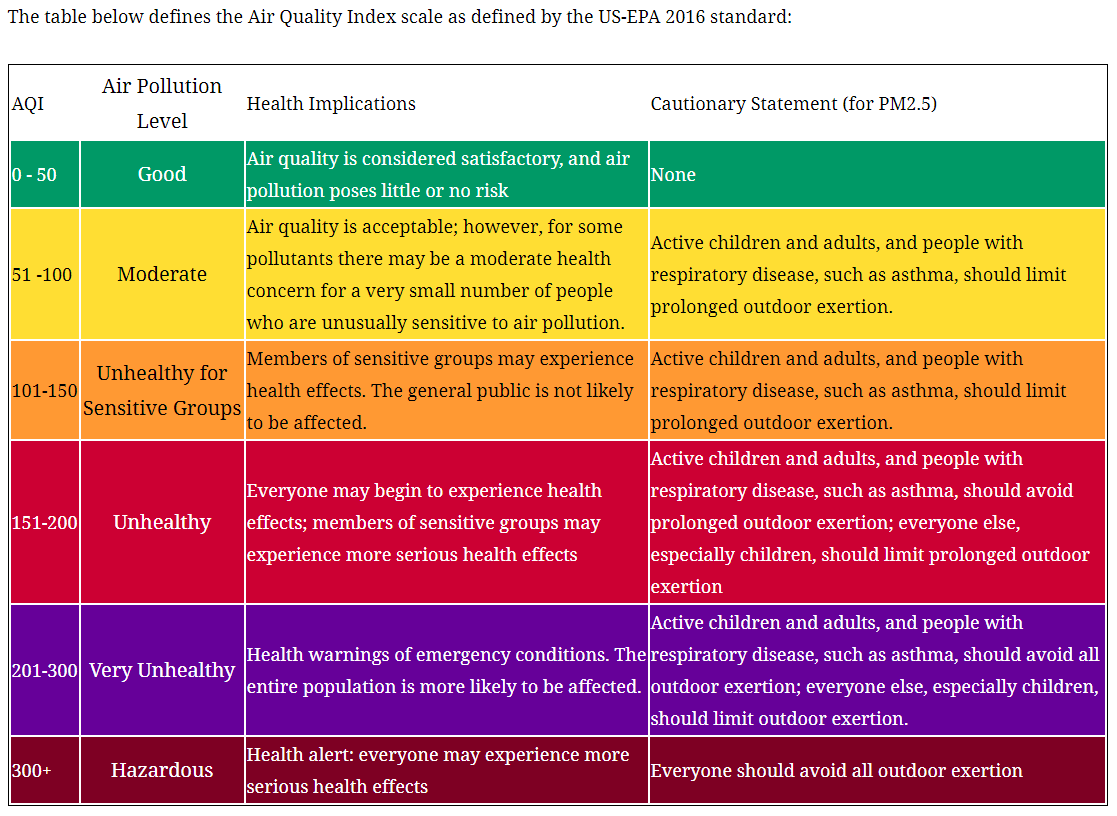 The table below defines the Air Quality Index scale as defined by the US-EPA 2016 standard:
AQI
Air Pollution
Level
Health Implications
Cautionary Statement (for PM2.5)
0 - 50
Good
Air quality is considered satisfactory, and air
pollution poses little or no risk
None
51 -100
Moderate
Air quality is acceptable; however, for some
pollutants there may be a moderate health
concern for a very small number of people
who are unusually sensitive to air pollution.
Active children and adults, and people with
respiratory disease, such as asthma, should limit
prolonged outdoor exertion.
101-150
Unhealthy for
Sensitive Groups
Members of sensitive groups may experience
health effects. The general public is not likely
to be affected.
Active children and adults, and people with
respiratory disease, such as asthma, should limit
prolonged outdoor exertion.
151-200
Unhealthy
Everyone may begin to experience health
effects; members of sensitive groups may
experience more serious health effects
Active children and adults, and people with
respiratory disease, such as asthma, should avoid
prolonged outdoor exertion; everyone else,
especially children, should limit prolonged outdoor
exertion
201-300
Very Unhealthy
Health warnings of emergency conditions. The
entire population is more likely to be affected.
Active children and adults, and people with
respiratory disease, such as asthma, should avoid all
outdoor exertion; everyone else, especially children,
should limit outdoor exertion.
300+
Hazardous
Health alert: everyone may experience more
serious health effects
Everyone should avoid all outdoor exertion